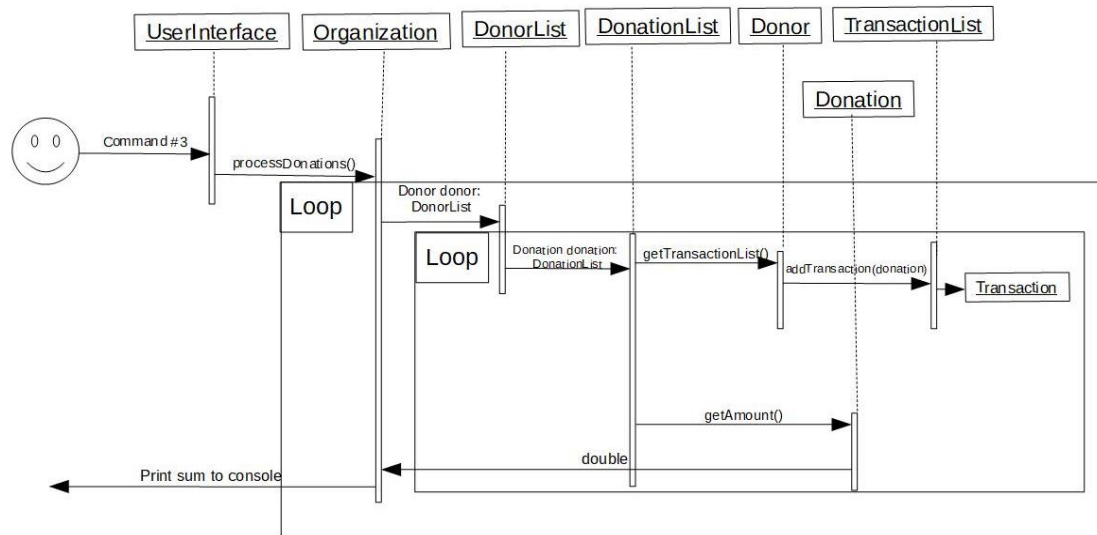 UserInterface
Organization
DonorList
DonationList
Donor
TransactionList
Donation
Command #3
processDonations()
Loop
Donor donor:
DonorList
Loop
Donation donation:
DonationList
getTransactionList()
addTransaction(donation)
Transaction
getAmount()
double
Print sum to console